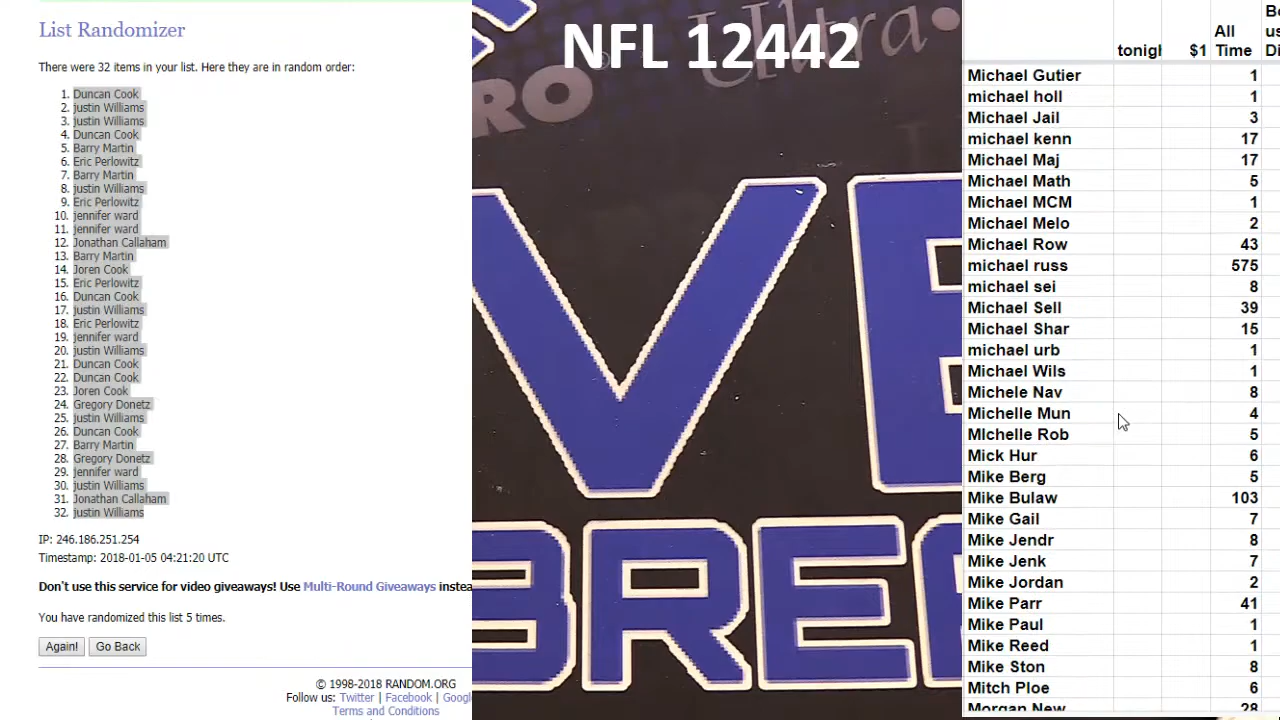 List Randomizer
There were 32 items in your list. Here they are in random order:
1. Duncan Cook
2. justin Williams
3. justin Williams
4. Duncan Cook
5. Barry Martin
6. Eric Perlowitz
7. Barry Martin
8. justin Williams
9. Eric Perlowitz
10. jennifer ward
11. jennifer ward
12. Jonathan Callaham
13. Barry Martin
14. Joren Cook
15. Eric Perlowitz
16. Duncan Cook
17. justin Williams
18. Eric Perlowitz
19. jennifer ward
20. justin Williams
21. Duncan Cook
22. Duncan Cook
23. Joren Cook
24. Gregory Donetz
25. justin Williams
26. Duncan Cook
27. Barry Martin
28. Gregory Donetz
29. jennifer ward
30. justin Williams
31. Jonathan Callaham
32. justin Williams
IP: 246.186.251.254
Timestamp: 2018-01-05 04:21:20 UTC
Don't use this service for video giveaways! Use Multi-Round Giveaways instea
You have randomized this list 5 times.
Again! Go Back
© 1998-2018 RANDOM.ORG
Follow us: Twitter | Facebook | Googl
Terms and Conditions
NFL 12442
Ultra
RO
VE
BRE
tonigh $1 All Time
Michael Gutier 1
michael holl 1
Michael Jail 3
michael kenn 17
Michael Maj 17
Michael Math 5
Michael MCM 1
Michael Melo 2
Michael Row 43
michael russ 575
michael sei 8
Michael Sell 39
Michael Shar 15
michael urb 1
Michael Wils 1
Michele Nav 8
Michelle Mun 4
MIchelle Rob 5
Mick Hur 6
Mike Berg 5
Mike Bulaw 103
Mike Gail 7
Mike Jendr 8
Mike Jenk 7
Mike Jordan 2
Mike Parr 41
Mike Paul 1
Mike Reed 1
Mike Ston 8
Mitch Ploe 6
Morgan New 28